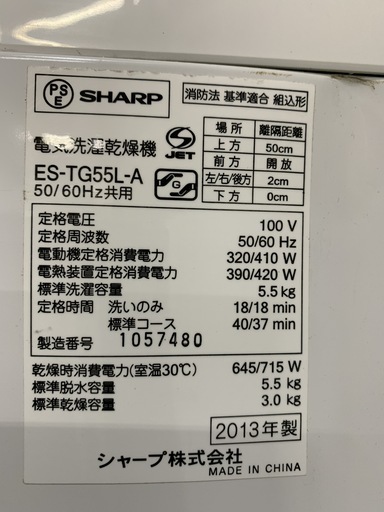 PS E SHARP
消防法 基準適合 組込形
電気洗濯乾燥機 S-JET
ES-TG55L-A
50/60Hz共用
場所 離隔距離
上方 50cm
前方 開放
左/右/後方 2cm
下方 0cm
定格電圧 100 V
定格周波数 50/60 Hz
電動機定格消費電力 320/410 W
電熱装置定格消費電力 390/420 W
標準洗濯容量 5.5 kg
定格時間 洗いのみ 18/18 min
標準コース 40/37 min
製造番号 1057480
乾燥時消費電力(室温30℃) 645/715 W
標準脱水容量 5.5 kg
標準乾燥容量 3.0 kg
2013年製
シャープ株式会社
MADE IN CHINA